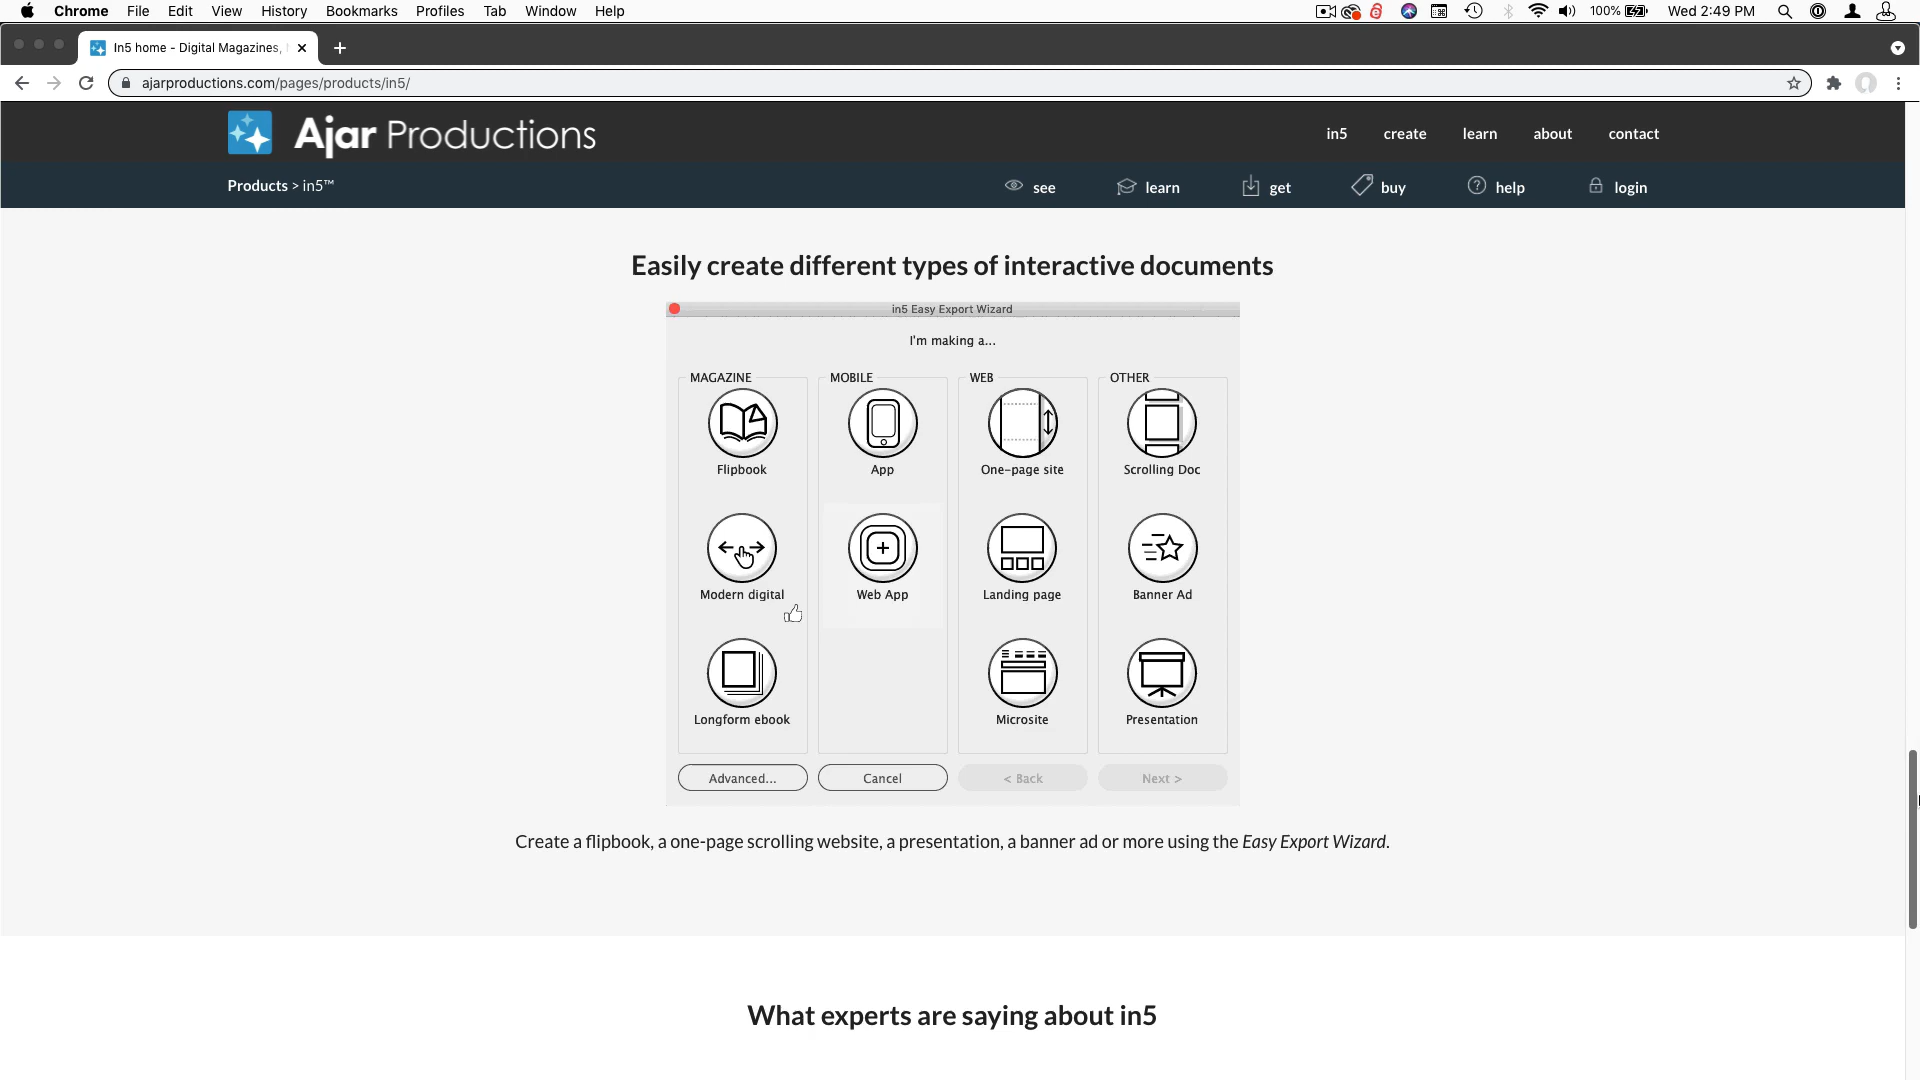 Chrome File Edit View History Bookmarks Profiles Tab Window Help 100% Wed 2:49 PM
In5 home - Digital Magazines,
ajarproductions.com/pages/products/in5/
Ajar Productions
in5 create learn about contact
Products > in5™
see learn get buy help login
Easily create different types of interactive documents
in5 Easy Export Wizard
I'm making a...
MAGAZINE MOBILE WEB OTHER
Flipbook App One-page site Scrolling Doc
Modern digital Web App Landing page Banner Ad
Longform ebook Microsite Presentation
Advanced... Cancel < Back Next >
Create a flipbook, a one-page scrolling website, a presentation, a banner ad or more using the Easy Export Wizard.
What experts are saying about in5